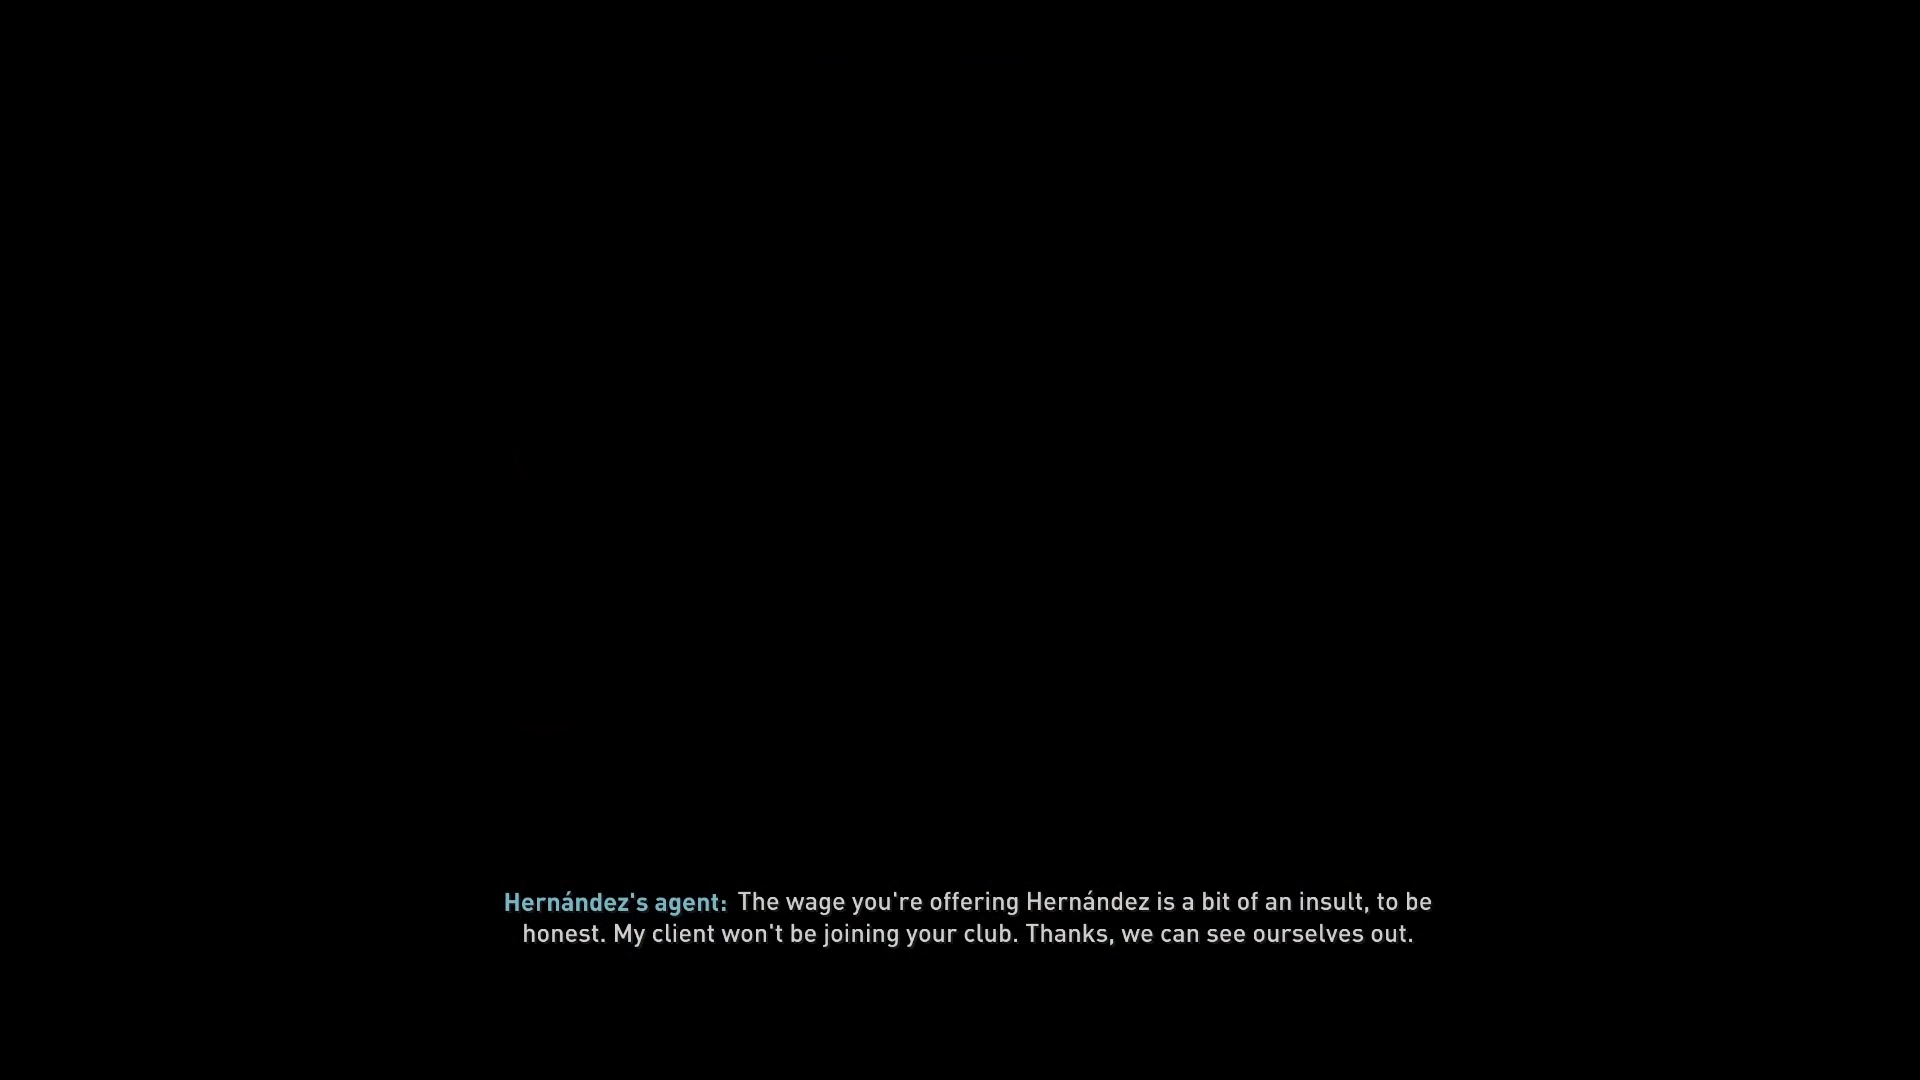 Hernández's agent: The wage you're offering Hernández is a bit of an insult, to be
honest. My client won't be joining your club. Thanks, we can see ourselves out.